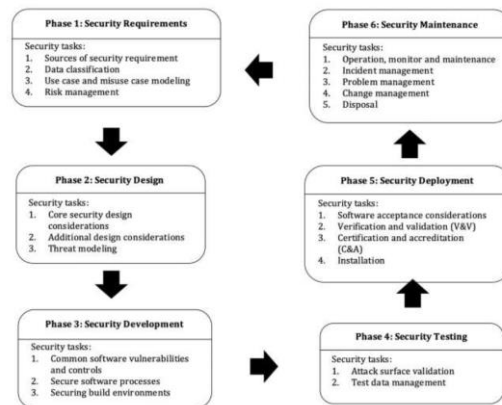 Phase 1: Security Requirements
Security tasks:
1. Sources of security requirement
2. Data classification
3. Use case and misuse case modeling
4. Risk management
Phase 2: Security Design
Security tasks:
1. Core security design
considerations
2. Additional design considerations
3. Threat modeling
Phase 3: Security Development
Security tasks:
1. Common software vulnerabilities
and controls
2. Secure software processes
3. Securing build environments
Phase 4: Security Testing
Security tasks:
1. Attack surface validation
2. Test data management
Phase 5: Security Deployment
Security tasks:
1. Software acceptance considerations
2. Verification and validation (V&V)
3. Certification and accreditation
(C&A)
4. Installation
Phase 6: Security Maintenance
Security tasks:
1. Operation, monitor and maintenance
2. Incident management
3. Problem management
4. Change management
5. Disposal